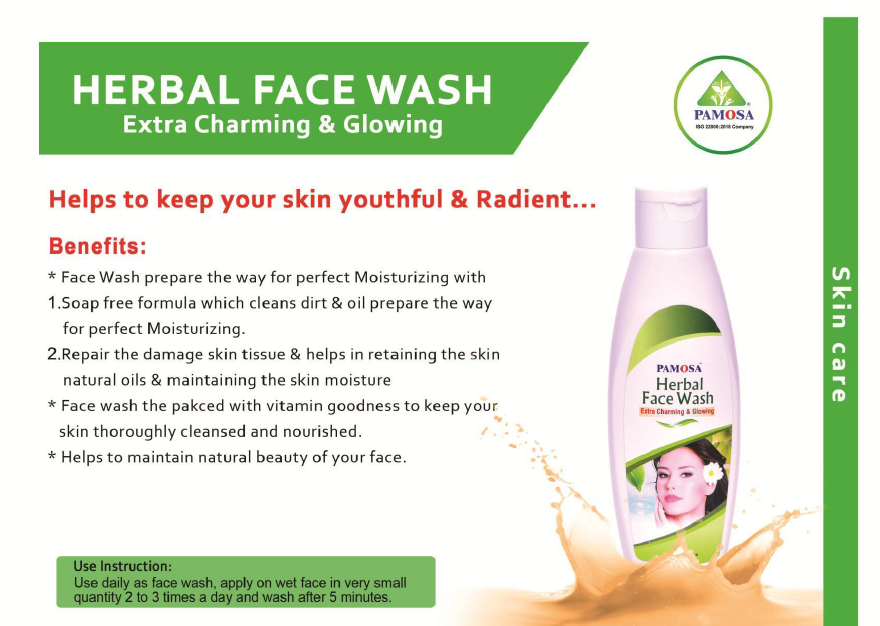 HERBAL FACE WASH
Extra Charming & Glowing
PAMOSA
ISO 22000:2018 Company
Helps to keep your skin youthful & Radient...
Benefits:
* Face Wash prepare the way for perfect Moisturizing with
1.Soap free formula which cleans dirt & oil prepare the way
for perfect Moisturizing.
2.Repair the damage skin tissue & helps in retaining the skin
natural oils & maintaining the skin moisture
* Face wash the pakced with vitamin goodness to keep your
skin thoroughly cleansed and nourished.
* Helps to maintain natural beauty of your face.
PAMOSA
Herbal
Face Wash
Extra Charming & Glowing
Skin care
Use Instruction:
Use daily as face wash, apply on wet face in very small
quantity 2 to 3 times a day and wash after 5 minutes.